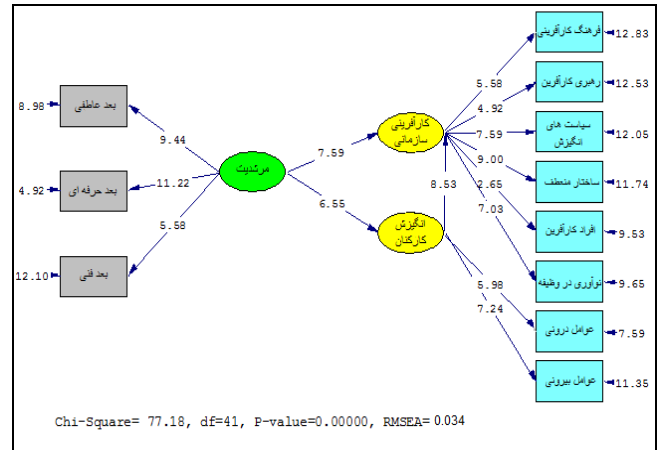 فرهنگ کارآفرینی
12.83
5.58
رهبری کارآفرین
12.53
4.92
سیاست های
انگیزش
12.05
7.59
ساختار منعطف
11.74
9.00
افراد کارآفرین
9.53
2.65
نوآوری در وظیفه
9.65
7.03
عوامل درونی
7.59
5.98
عوامل بیرونی
11.35
7.24
کارآفرینی
سازمانی
7.59
8.53
انگیزش
کارکنان
6.55
مرشدیت
بعد عاطفی
8.98
9.44
بعد حرفه ای
4.92
11.22
بعد فنی
12.10
5.58
Chi-Square= 77.18, df=41, P-value=0.00000, RMSEA= 0.034